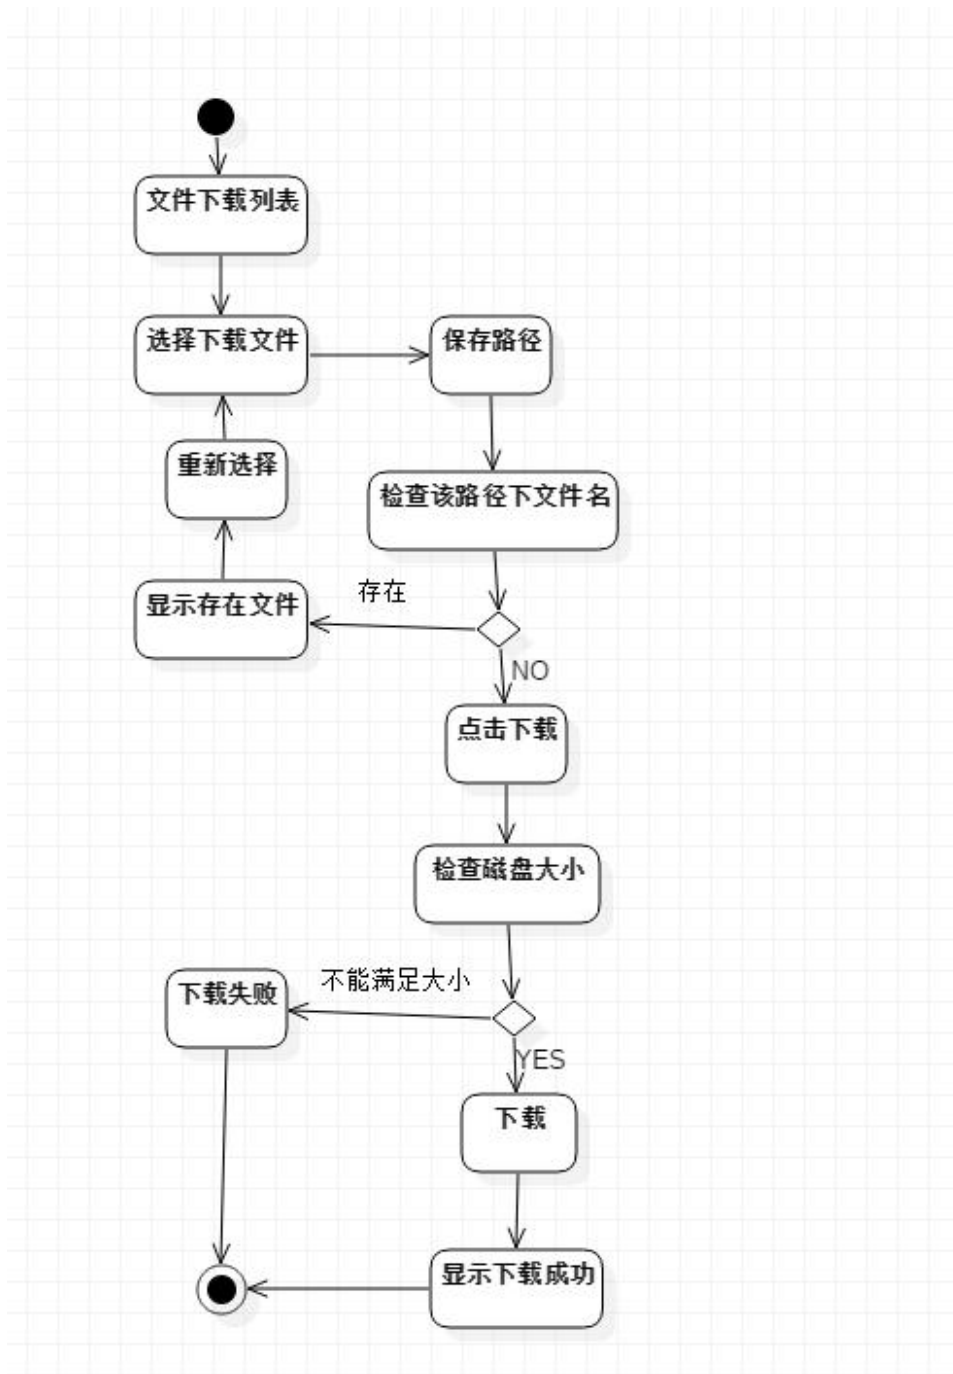 文件下载列表
选择下载文件
保存路径
重新选择
检查该路径下文件名
存在
显示存在文件
NO
点击下载
检查磁盘大小
不能满足大小
下载失败
YES
下载
显示下载成功